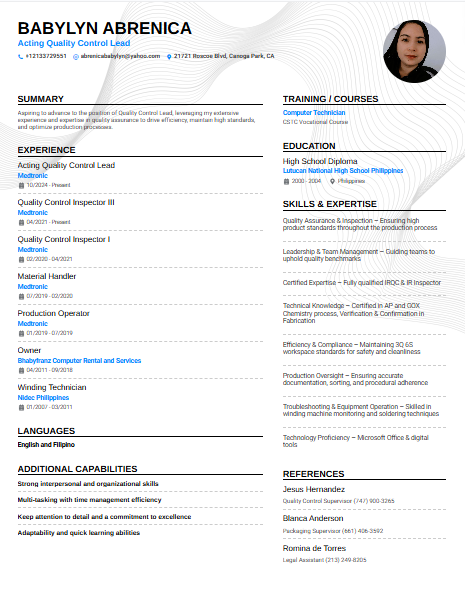 BABYLYN ABRENICA
Acting Quality Control Lead
+12133729551 abrenicababylyn@yahoo.com 21721 Roscoe Blvd, Canoga Park, CA
SUMMARY
Aspiring to advance to the position of Quality Control Lead, leveraging my extensive
experience and expertise in quality assurance to drive efficiency, maintain high standards,
and optimize production processes.
EXPERIENCE
Acting Quality Control Lead
Medtronic
10/2024 - Present
Quality Control Inspector III
Medtronic
04/2021 - Present
Quality Control Inspector I
Medtronic
02/2020 - 04/2021
Material Handler
Medtronic
07/2019 - 02/2020
Production Operator
Medtronic
01/2019 - 07/2019
Owner
Bhabyfranz Computer Rental and Services
04/2011 - 09/2018
Winding Technician
Nidec Philippines
01/2007 - 03/2011
LANGUAGES
English and Filipino
ADDITIONAL CAPABILITIES
Strong interpersonal and organizational skills
Multi-tasking with time management efficiency
Keep attention to detail and a commitment to excellence
Adaptability and quick learning abilities
TRAINING / COURSES
Computer Technician
CSTC Vocational Course
EDUCATION
High School Diploma
Lutucan National High School Philippines
2000 - 2004 Philippines
SKILLS & EXPERTISE
Quality Assurance & Inspection – Ensuring high
product standards throughout the production process
Leadership & Team Management – Guiding teams to
uphold quality benchmarks
Certified Expertise – Fully qualified IRQC & IR Inspector
Technical Knowledge – Certified in AP and GOX
Chemistry process, Verification & Confirmation in
Fabrication
Efficiency & Compliance – Maintaining 3Q 6S
workspace standards for safety and cleanliness
Production Oversight – Ensuring accurate
documentation, sorting, and procedural adherence
Troubleshooting & Equipment Operation – Skilled in
winding machine monitoring and soldering techniques
Technology Proficiency – Microsoft Office & digital
tools
REFERENCES
Jesus Hernandez
Quality Control Supervisor (747) 900-3265
Blanca Anderson
Packaging Supervisor (661) 406-3592
Romina de Torres
Legal Assistant (213) 249-8205